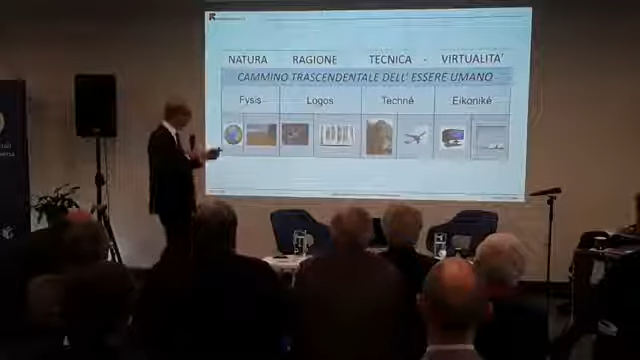 NATURA RAGIONE TECNICA - VIRTUALITA'
CAMMINO TRASCENDENTALE DELL' ESSERE UMANO
Fysis Logos Techné Eikoniké